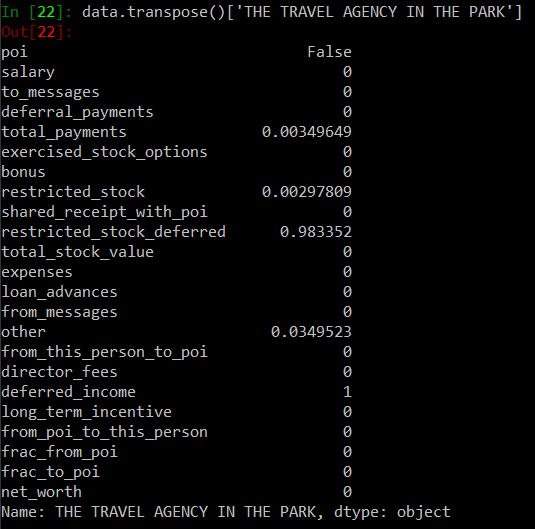 In [22]: data.transpose()['THE TRAVEL AGENCY IN THE PARK']
Out[22]:
poi False
salary 0
to_messages 0
deferral_payments 0
total_payments 0.00349649
exercised_stock_options 0
bonus 0
restricted_stock 0.00297809
shared_receipt_with_poi 0
restricted_stock_deferred 0.983352
total_stock_value 0
expenses 0
loan_advances 0
from_messages 0
other 0.0349523
from_this_person_to_poi 0
director_fees 0
deferred_income 1
long_term_incentive 0
from_poi_to_this_person 0
frac_from_poi 0
frac_to_poi 0
net_worth 0
Name: THE TRAVEL AGENCY IN THE PARK, dtype: object